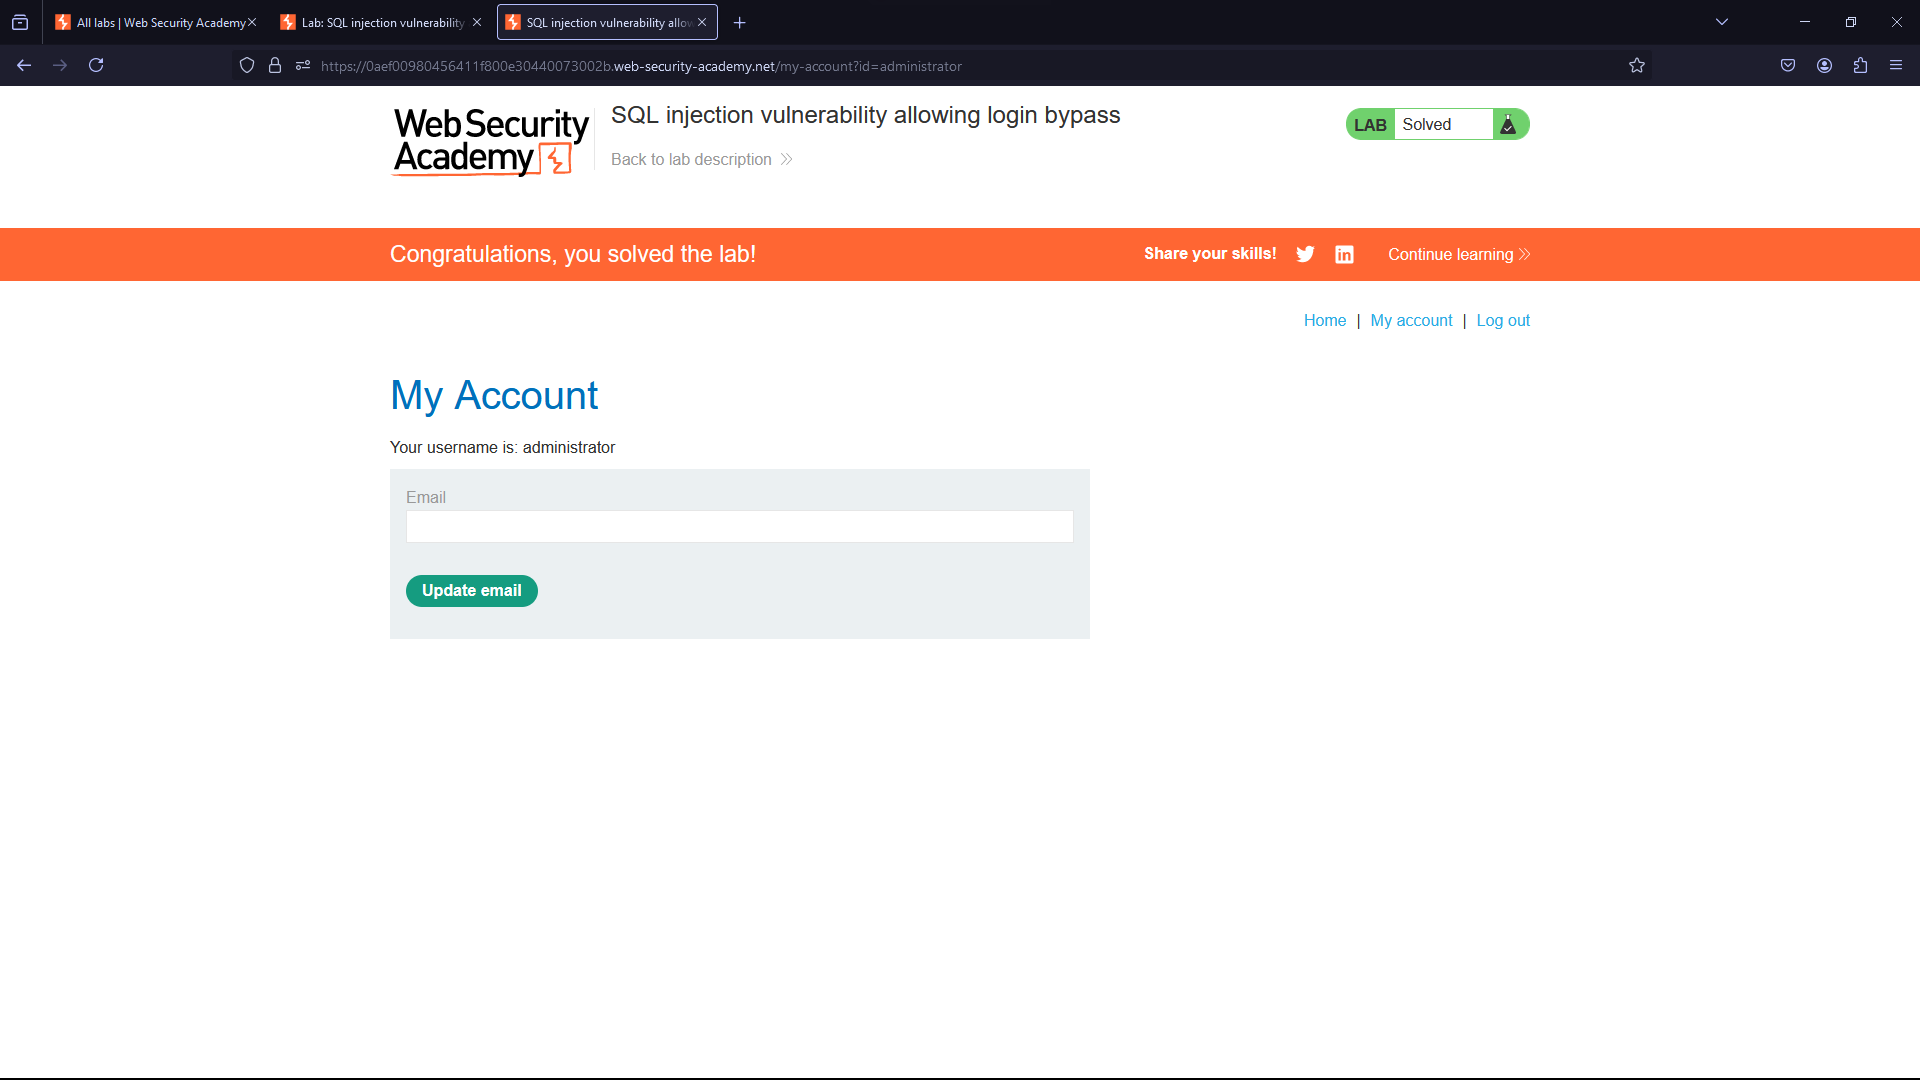 All labs | Web Security Academy
Lab: SQL injection vulnerability
SQL injection vulnerability allow
https://0aef00980456411f800e30440073002b.web-security-academy.net/my-account?id=administrator
Web Security
Academy
SQL injection vulnerability allowing login bypass
Back to lab description
LAB Solved
Congratulations, you solved the lab!
Share your skills!
Continue learning
Home | My account | Log out
My Account
Your username is: administrator
Email
Update email